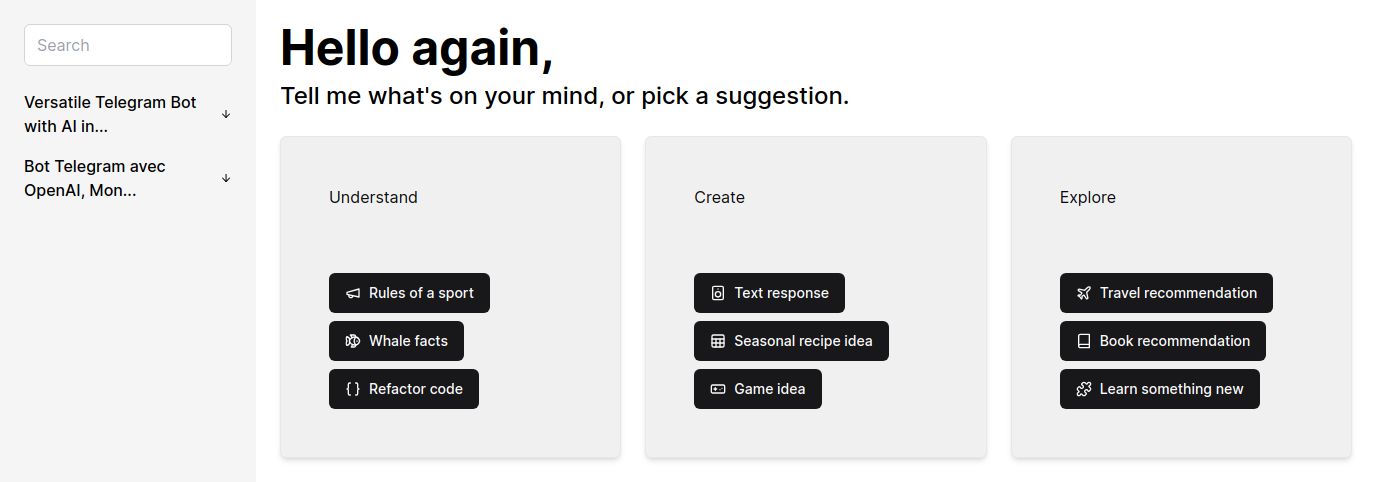 Search
Versatile Telegram Bot
with AI in...
Bot Telegram avec
OpenAI, Mon...
Hello again,
Tell me what's on your mind, or pick a suggestion.
Understand
Rules of a sport
Whale facts
Refactor code
Create
Text response
Seasonal recipe idea
Game idea
Explore
Travel recommendation
Book recommendation
Learn something new